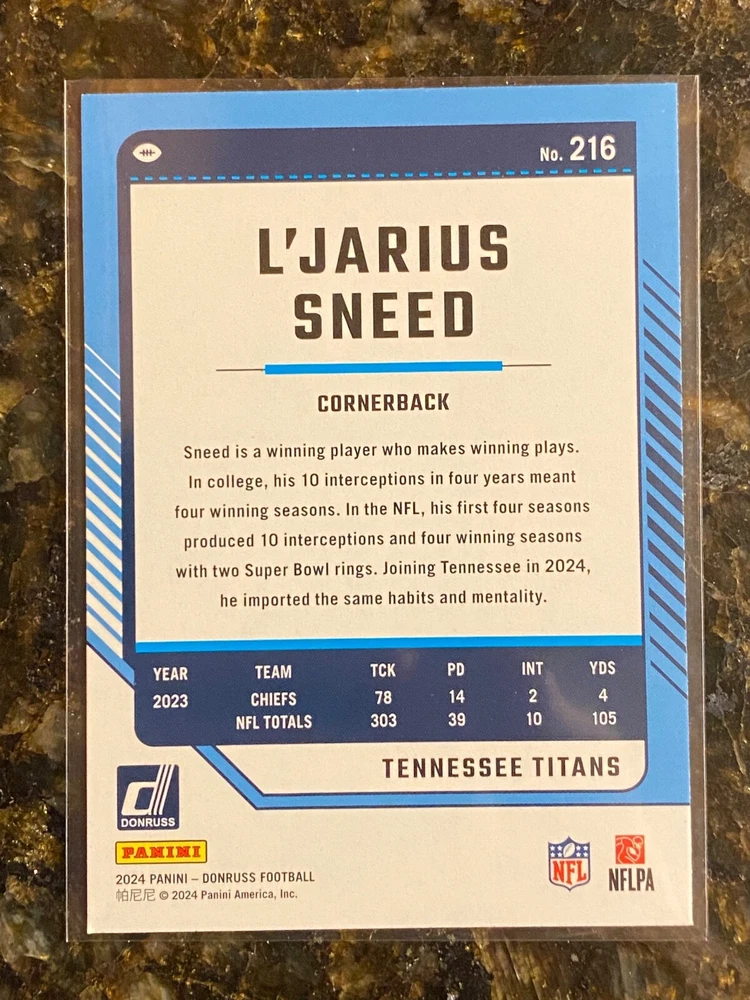 No. 216
L'JARIUS
SNEED
CORNERBACK
Sneed is a winning player who makes winning plays.
In college, his 10 interceptions in four years meant
four winning seasons. In the NFL, his first four seasons
produced 10 interceptions and four winning seasons
with two Super Bowl rings. Joining Tennessee in 2024,
he imported the same habits and mentality.
YEAR TEAM TCK PD INT YDS
2023 CHIEFS 78 14 2 4
NFL TOTALS 303 39 10 105
TENNESSEE TITANS
d
DONRUSS
PANINI
2024 PANINI – DONRUSS FOOTBALL
帕尼尼 © 2024 Panini America, Inc.
NFL
NFLPA